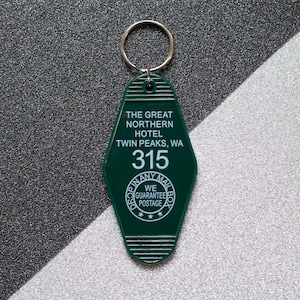 THE GREAT
NORTHERN
HOTEL
TWIN PEAKS, WA
315
DROP IN ANY MAIL BOX
WE
GUARANTEE
POSTAGE